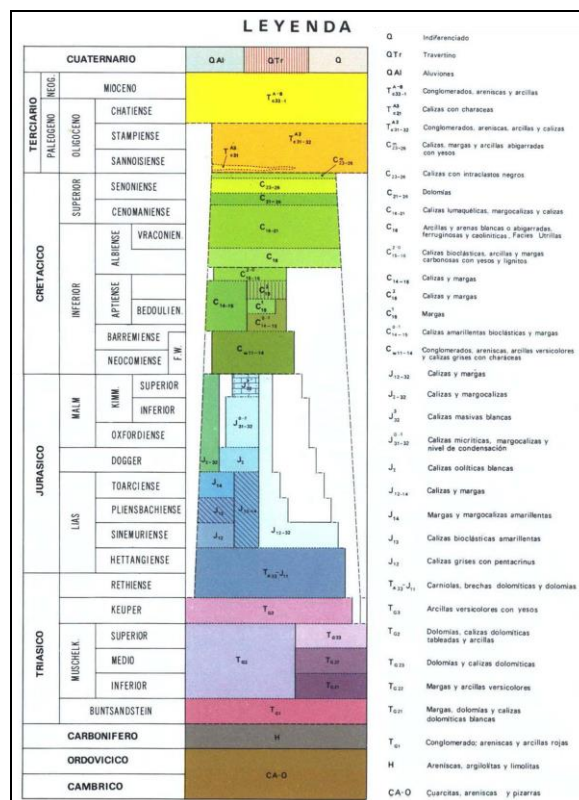 LEYENDA
CUATERNARIO
Q Al
Q Tr
Q
TERCIARIO
NEOG.
MIOCENO
PALEOGENO
OLIGOCENO
CHATIENSE
STAMPIENSE
SANNOISIENSE
CRETACICO
SUPERIOR
SENONIENSE
CENOMANIENSE
INFERIOR
ALBIENSE
VRACONIEN.
APTIENSE
BEDOULIEN.
BARREMIENSE
NEOCOMIENSE
F.W.
JURASICO
MALM
KIMM.
SUPERIOR
INFERIOR
OXFORDIENSE
DOGGER
LIAS
TOARCIENSE
PLIENSBACHIENSE
SINEMURIENSE
HETTANGIENSE
TRIASICO
RETHIENSE
KEUPER
MUSCHELK.
SUPERIOR
MEDIO
INFERIOR
BUNTSANDSTEIN
CARBONIFERO
H
ORDOVICICO
CAMBRICO
CA-O
Q Indiferenciado
Q Tr Travertino
Q Al Aluviones
Conglomerados, areniscas y arcillas
Calizas con characeas
Conglomerados, areniscas, arcillas y calizas
Calizas, margas y arcillas abigarradas
con yesos
Calizas con intraclastos negros
Dolomías
Calizas lumaquélicas, margocalizas y calizas
Arcillas y arenas blancas o abigarradas,
ferruginosas y caoliníticas, Facies Utrillas
Calizas bioclásticas, arcillas y margas
carbonosas con yesos y lignitos
Calizas y margas
Calizas y margas
Margas
Calizas amarillentas bioclásticas y margas
Conglomerados, areniscas, arcillas versicolores
y calizas grises con charáceas
Calizas y margas
Calizas y margocalizas
Calizas masivas blancas
Calizas micríticas, margocalizas y
nivel de condensación
Calizas oolíticas blancas
Calizas y margas
Margas y margocalizas amarillentas
Calizas bioclásticas amarillentas
Calizas grises con pentacrinus
Carniolas, brechas dolomíticas y dolomías
Arcillas versicolores con yesos
Dolomías, calizas dolomíticas
tableadas y arcillas
Dolomías y calizas dolomíticas
Margas y arcillas versicolores
Margas, dolomías y calizas
dolomíticas blancas
Conglomerado; areniscas y arcillas rojas
H Areniscas, argilolitas y limolitas
CA-O Cuarcitas, areniscas y pizarras